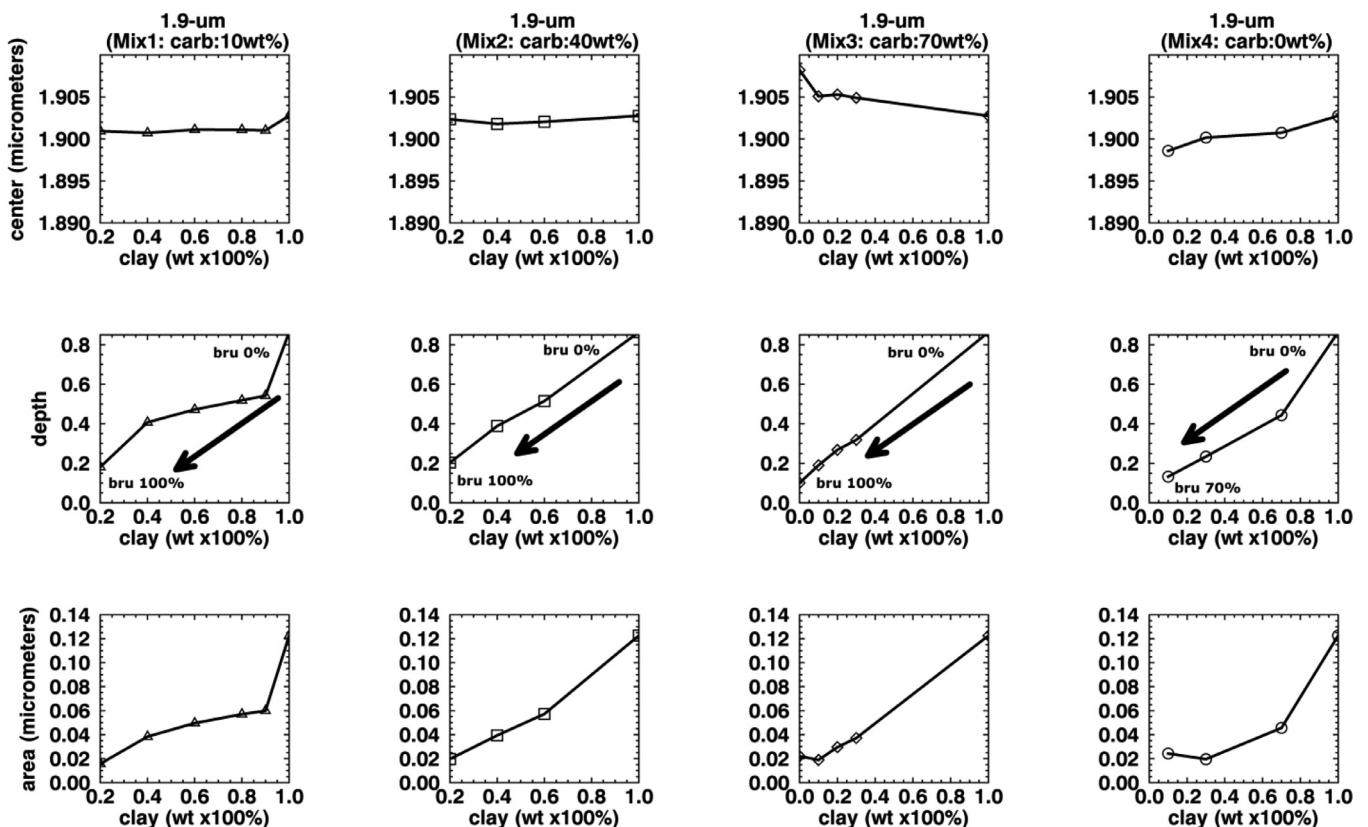 1.9-um
(Mix1: carb:10wt%)
1.9-um
(Mix2: carb:40wt%)
1.9-um
(Mix3: carb:70wt%)
1.9-um
(Mix4: carb:0wt%)
center (micrometers)
1.905
1.900
1.895
1.890
0.2 0.4 0.6 0.8 1.0
clay (wt x100%)
1.905
1.900
1.895
1.890
0.2 0.4 0.6 0.8 1.0
clay (wt x100%)
1.905
1.900
1.895
1.890
0.0 0.2 0.4 0.6 0.8 1.0
clay (wt x100%)
1.905
1.900
1.895
1.890
0.0 0.2 0.4 0.6 0.8 1.0
clay (wt x100%)
depth
0.8
0.6
0.4
0.2
0.0
bru 0%
bru 100%
0.2 0.4 0.6 0.8 1.0
clay (wt x100%)
0.8
0.6
0.4
0.2
0.0
bru 0%
bru 100%
0.2 0.4 0.6 0.8 1.0
clay (wt x100%)
0.8
0.6
0.4
0.2
0.0
bru 0%
bru 100%
0.0 0.2 0.4 0.6 0.8 1.0
clay (wt x100%)
0.8
0.6
0.4
0.2
0.0
bru 0%
bru 70%
0.0 0.2 0.4 0.6 0.8 1.0
clay (wt x100%)
area (micrometers)
0.14
0.12
0.10
0.08
0.06
0.04
0.02
0.00
0.2 0.4 0.6 0.8 1.0
clay (wt x100%)
0.14
0.12
0.10
0.08
0.06
0.04
0.02
0.00
0.2 0.4 0.6 0.8 1.0
clay (wt x100%)
0.14
0.12
0.10
0.08
0.06
0.04
0.02
0.00
0.0 0.2 0.4 0.6 0.8 1.0
clay (wt x100%)
0.14
0.12
0.10
0.08
0.06
0.04
0.02
0.00
0.0 0.2 0.4 0.6 0.8 1.0
clay (wt x100%)